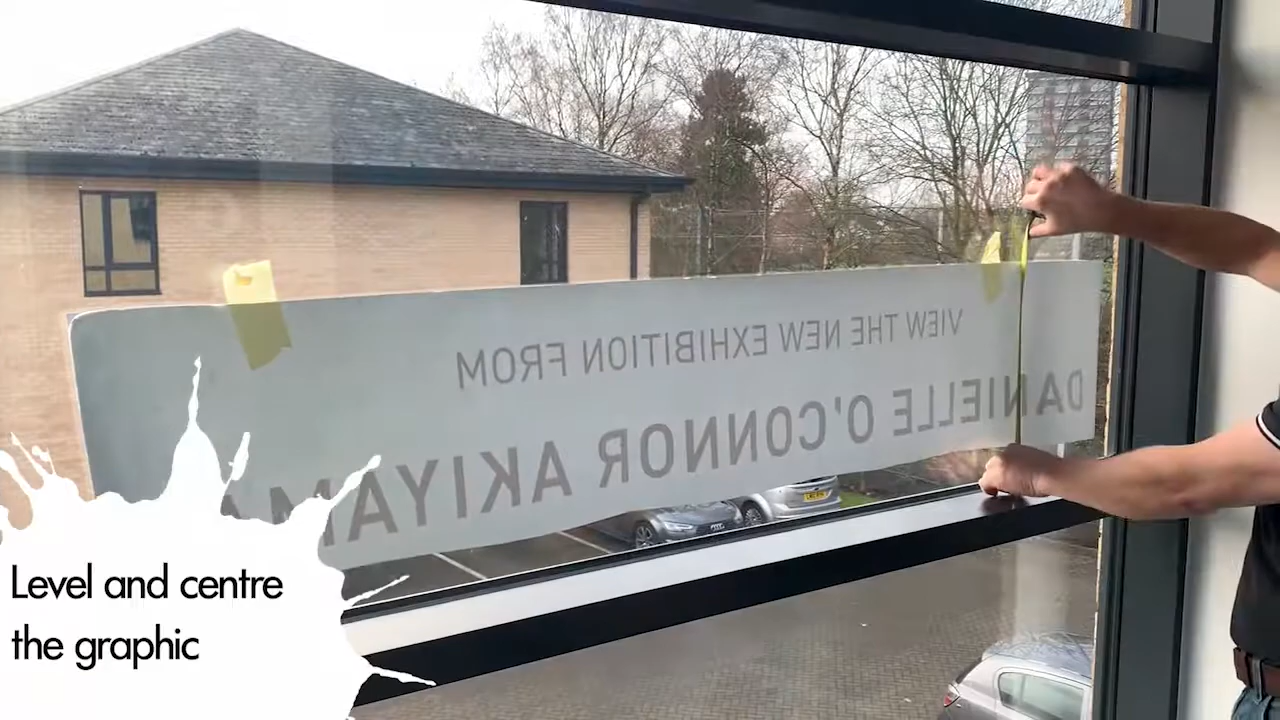 VIEW THE NEW EXHIBITION FROM
DANIELLE O'CONNOR AKIYAMA
Level and centre
the graphic